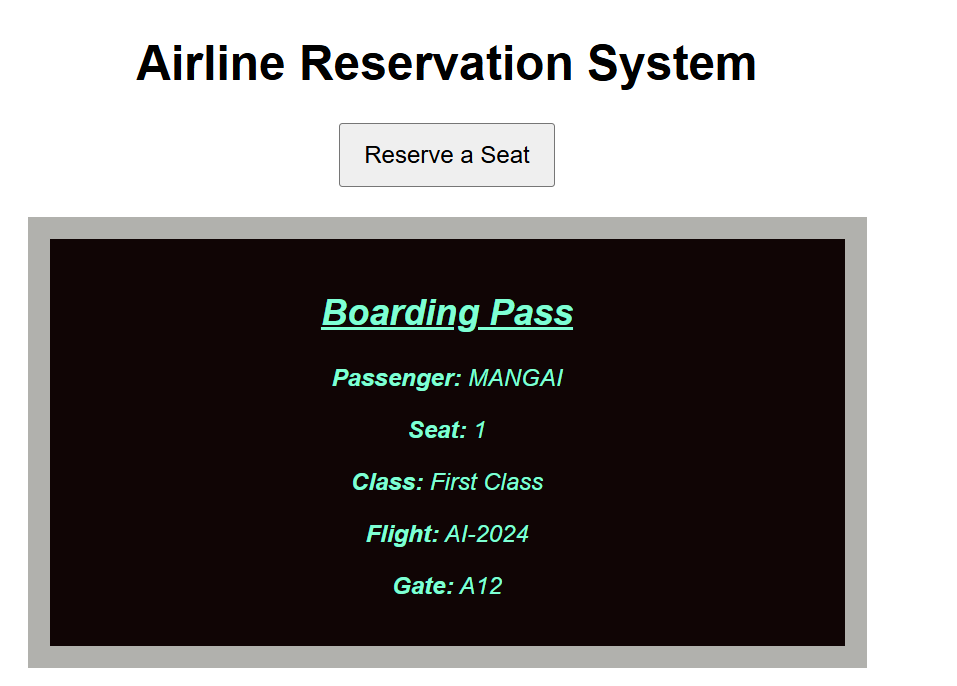 Airline Reservation System
Reserve a Seat
Boarding Pass
Passenger: MANGAI
Seat: 1
Class: First Class
Flight: AI-2024
Gate: A12